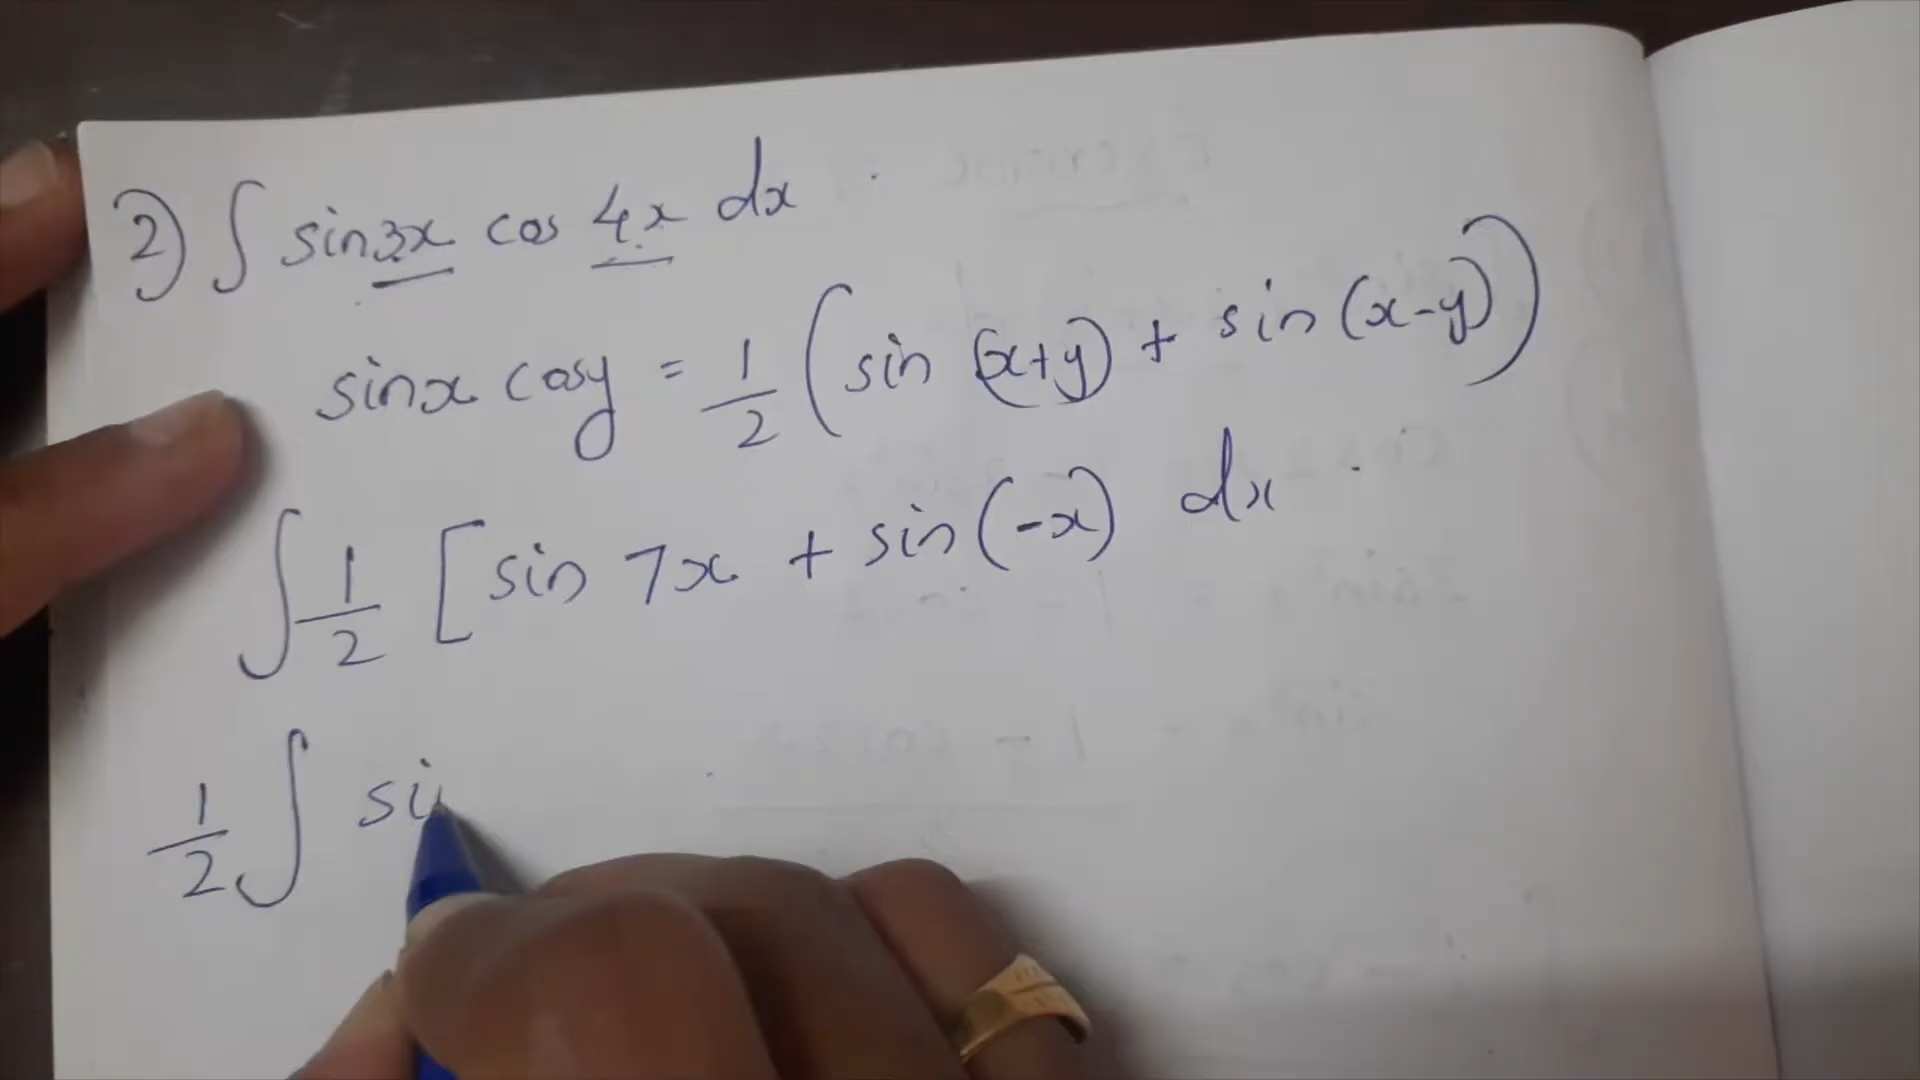 2) ∫ sin3x cos 4x dx
sinx cosy = 1/2 (sin (x+y) + sin (x-y))
∫ 1/2 [sin 7x + sin(-x) dx
1/2 ∫ si